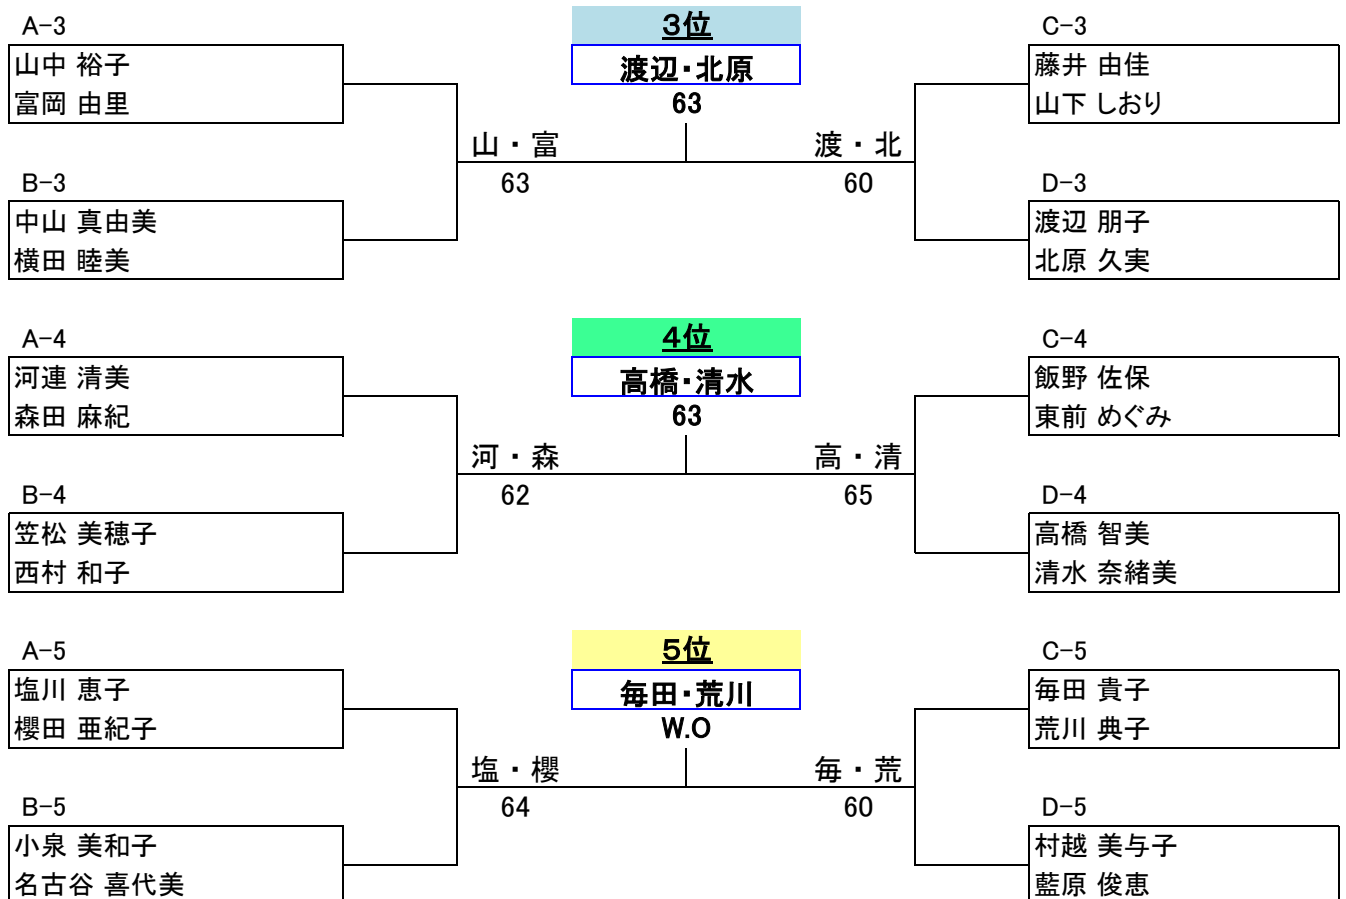 A-3
山中 裕子
富岡 由里
B-3
中山 真由美
横田 睦美
山・富
63
3位
渡辺・北原
63
渡・北
60
C-3
藤井 由佳
山下 しおり
D-3
渡辺 朋子
北原 久実
A-4
河連 清美
森田 麻紀
B-4
笠松 美穂子
西村 和子
河・森
62
4位
高橋・清水
63
高・清
65
C-4
飯野 佐保
東前 めぐみ
D-4
高橋 智美
清水 奈緒美
A-5
塩川 恵子
櫻田 亜紀子
B-5
小泉 美和子
名古谷 喜代美
塩・櫻
64
5位
毎田・荒川
W.O
毎・荒
60
C-5
毎田 貴子
荒川 典子
D-5
村越 美与子
藍原 俊恵